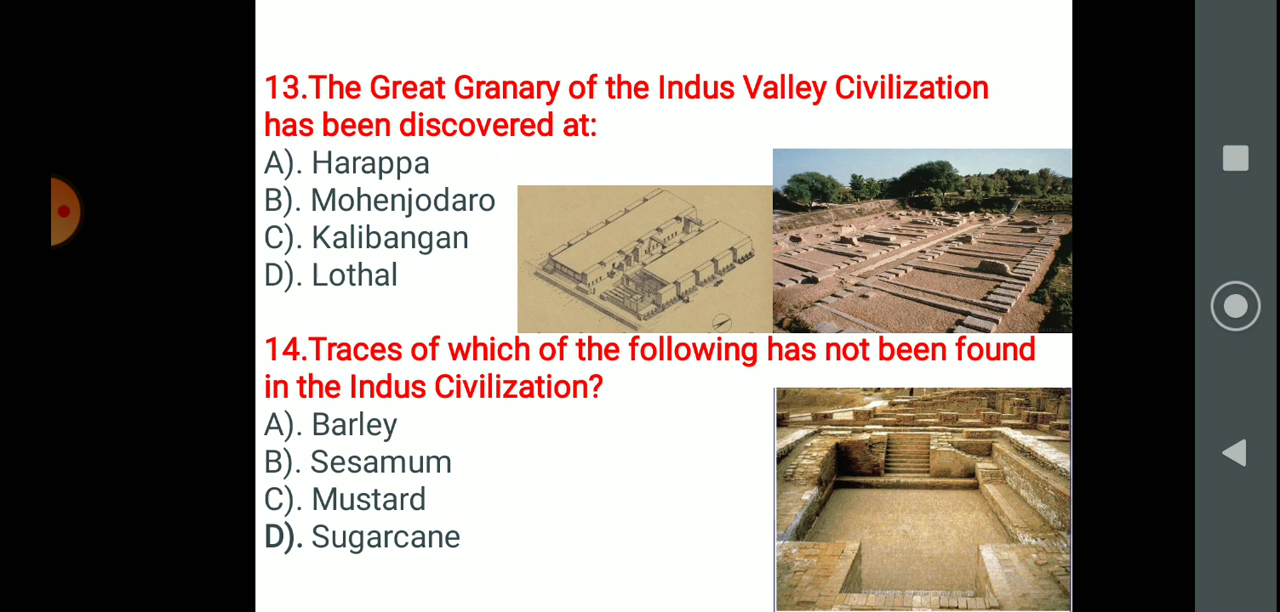 13.The Great Granary of the Indus Valley Civilization
has been discovered at:
A). Harappa
B). Mohenjodaro
C). Kalibangan
D). Lothal
14.Traces of which of the following has not been found
in the Indus Civilization?
A). Barley
B). Sesamum
C). Mustard
D). Sugarcane